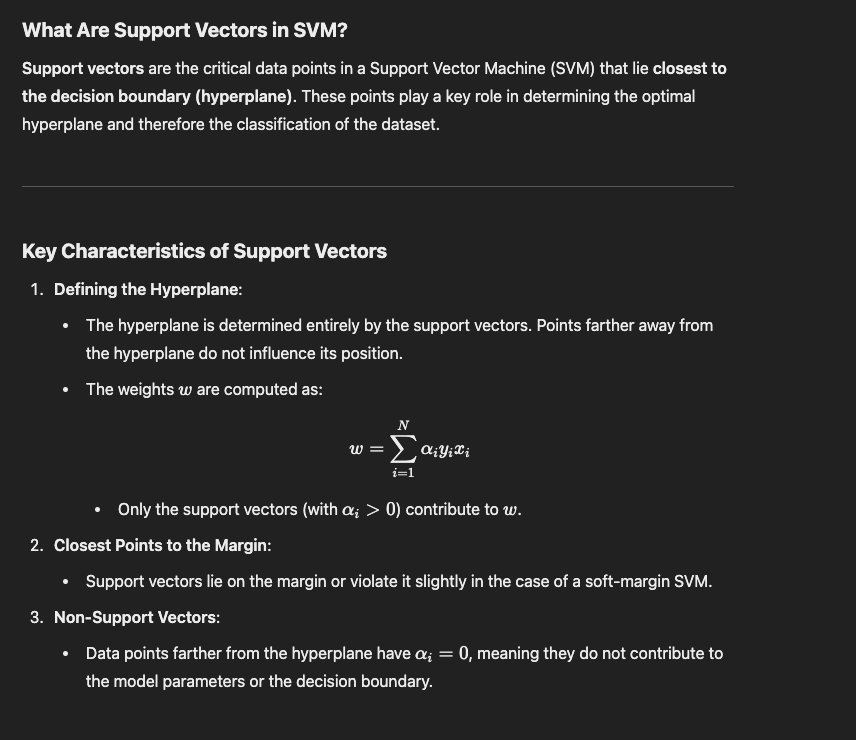 What Are Support Vectors in SVM?
Support vectors are the critical data points in a Support Vector Machine (SVM) that lie closest to
the decision boundary (hyperplane). These points play a key role in determining the optimal
hyperplane and therefore the classification of the dataset.
Key Characteristics of Support Vectors
1. Defining the Hyperplane:
• The hyperplane is determined entirely by the support vectors. Points farther away from
the hyperplane do not influence its position.
• The weights w are computed as:
w = ∑_{i=1}^{N} α_i y_i x_i
• Only the support vectors (with α_i > 0) contribute to w.
2. Closest Points to the Margin:
• Support vectors lie on the margin or violate it slightly in the case of a soft-margin SVM.
3. Non-Support Vectors:
• Data points farther from the hyperplane have α_i = 0, meaning they do not contribute to
the model parameters or the decision boundary.